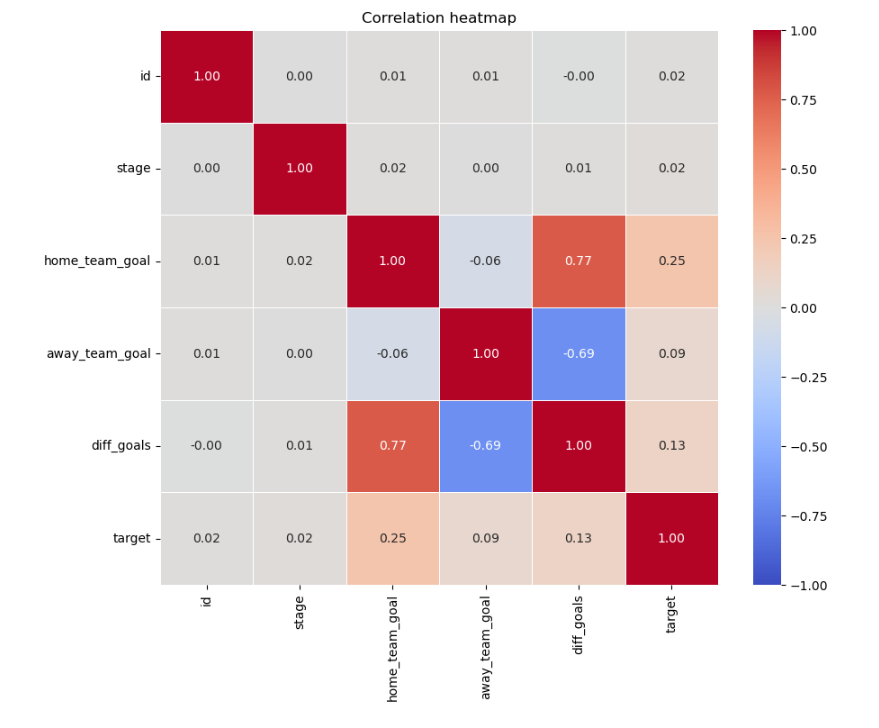 Correlation heatmap
id 1.00 0.00 0.01 0.01 -0.00 0.02
stage 0.00 1.00 0.02 0.00 0.01 0.02
home_team_goal 0.01 0.02 1.00 -0.06 0.77 0.25
away_team_goal 0.01 0.00 -0.06 1.00 -0.69 0.09
diff_goals -0.00 0.01 0.77 -0.69 1.00 0.13
target 0.02 0.02 0.25 0.09 0.13 1.00
id
stage
home_team_goal
away_team_goal
diff_goals
target
1.00
0.75
0.50
0.25
0.00
−0.25
−0.50
−0.75
−1.00